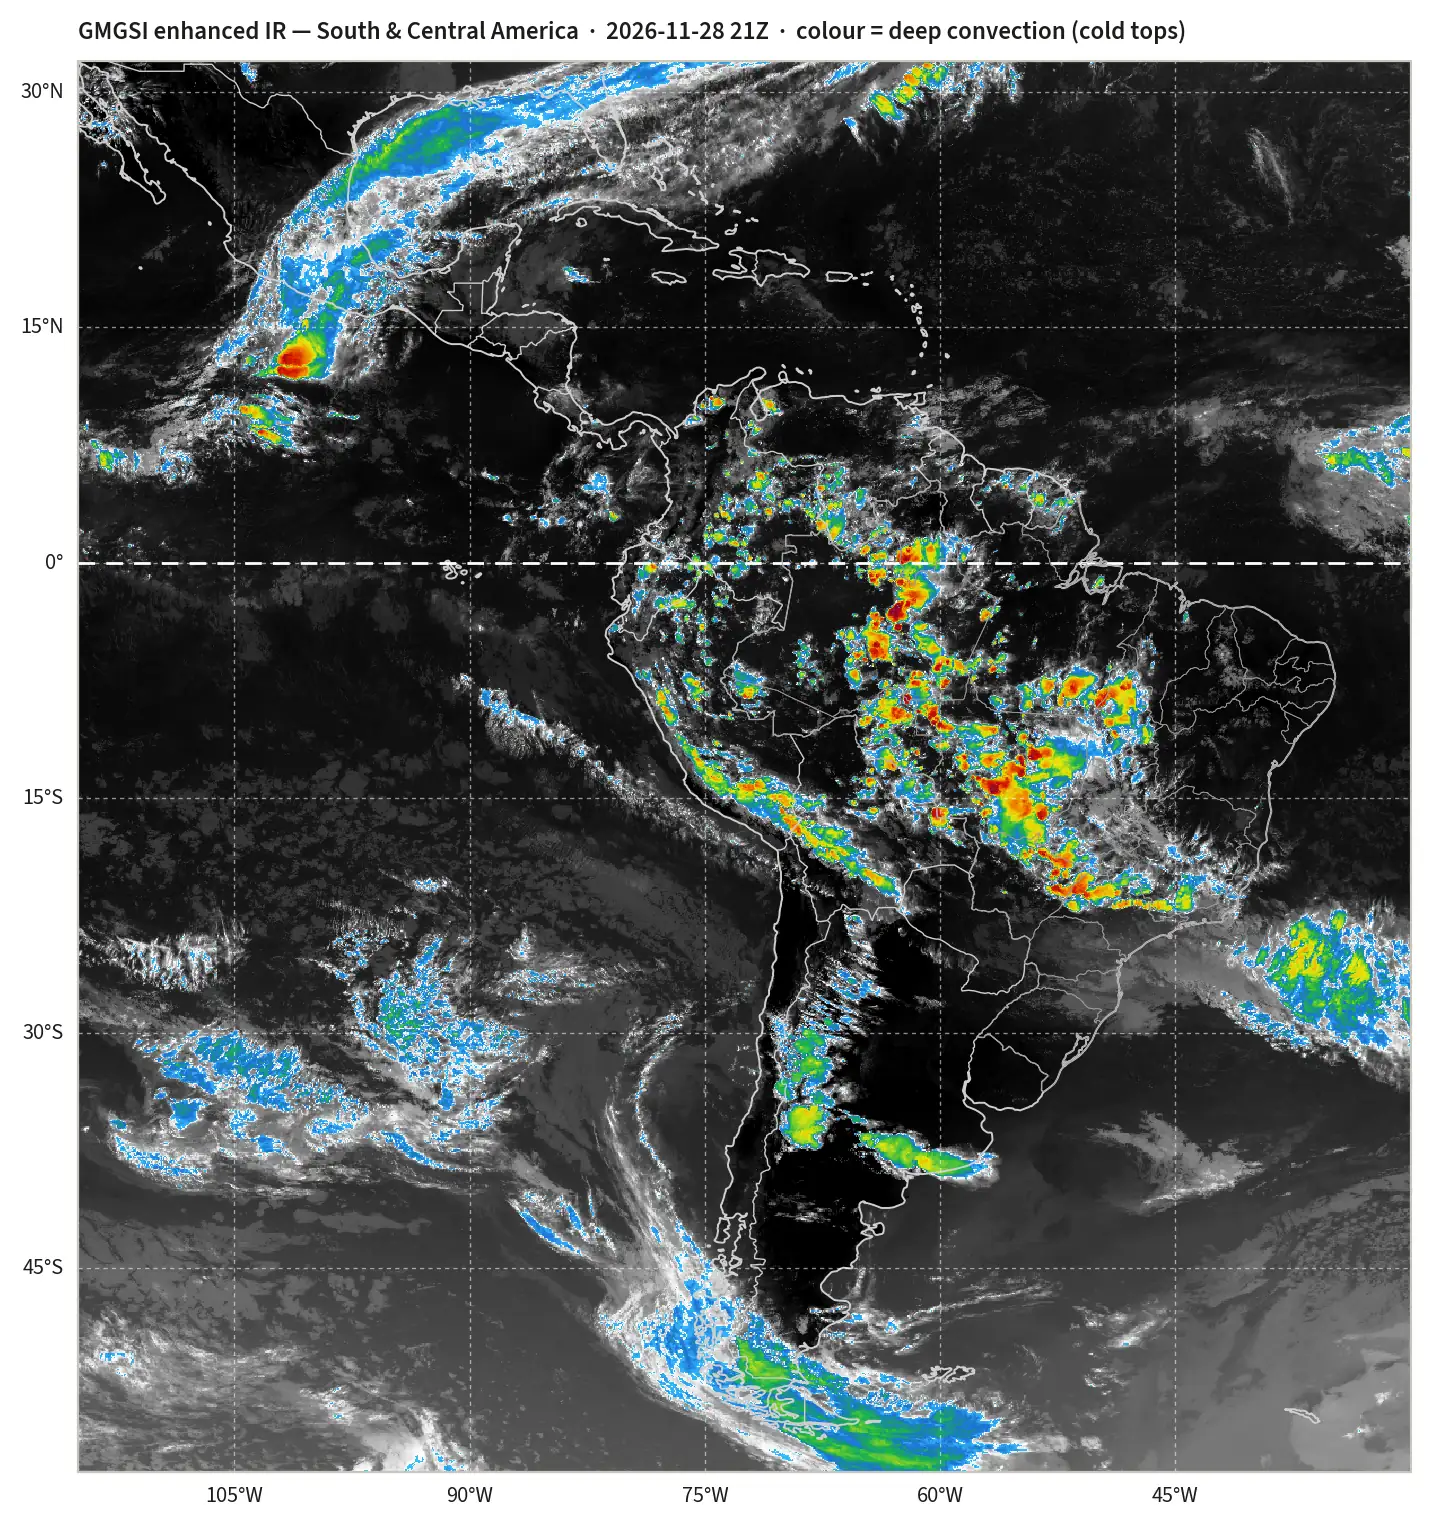 GMGSI enhanced IR — South & Central America · 2026-11-28 21Z · colour = deep convection (cold tops)
30°N
15°N
0°
15°S
30°S
45°S
105°W 90°W 75°W 60°W 45°W